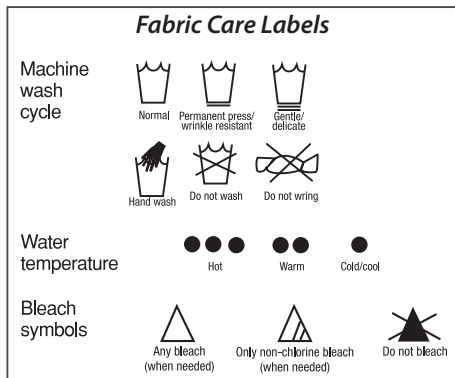 Fabric Care Labels
Machine
wash
cycle
Normal
Permanent press/
wrinkle resistant
Gentle/
delicate
Hand wash
Do not wash
Do not wring
Water
temperature
Hot
Warm
Cold/cool
Bleach
symbols
Any bleach
(when needed)
Only non-chlorine bleach
(when needed)
Do not bleach